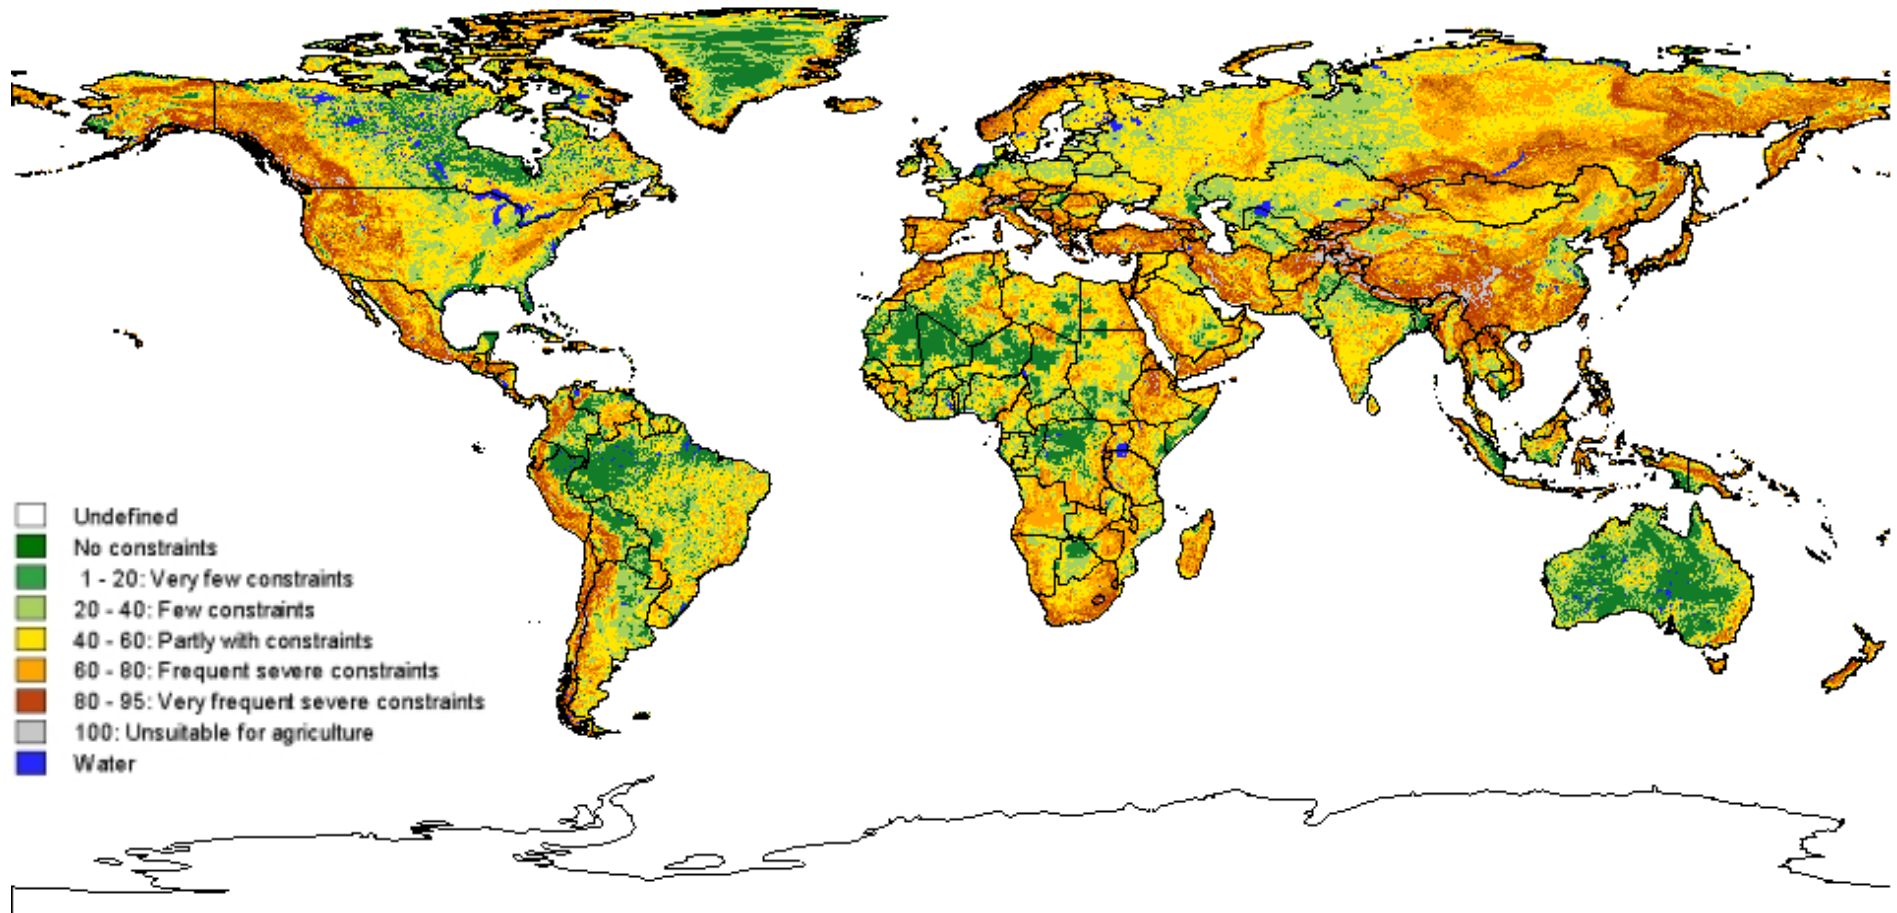 Undefined
No constraints
1 - 20: Very few constraints
20 - 40: Few constraints
40 - 60: Partly with constraints
60 - 80: Frequent severe constraints
80 - 95: Very frequent severe constraints
100: Unsuitable for agriculture
Water